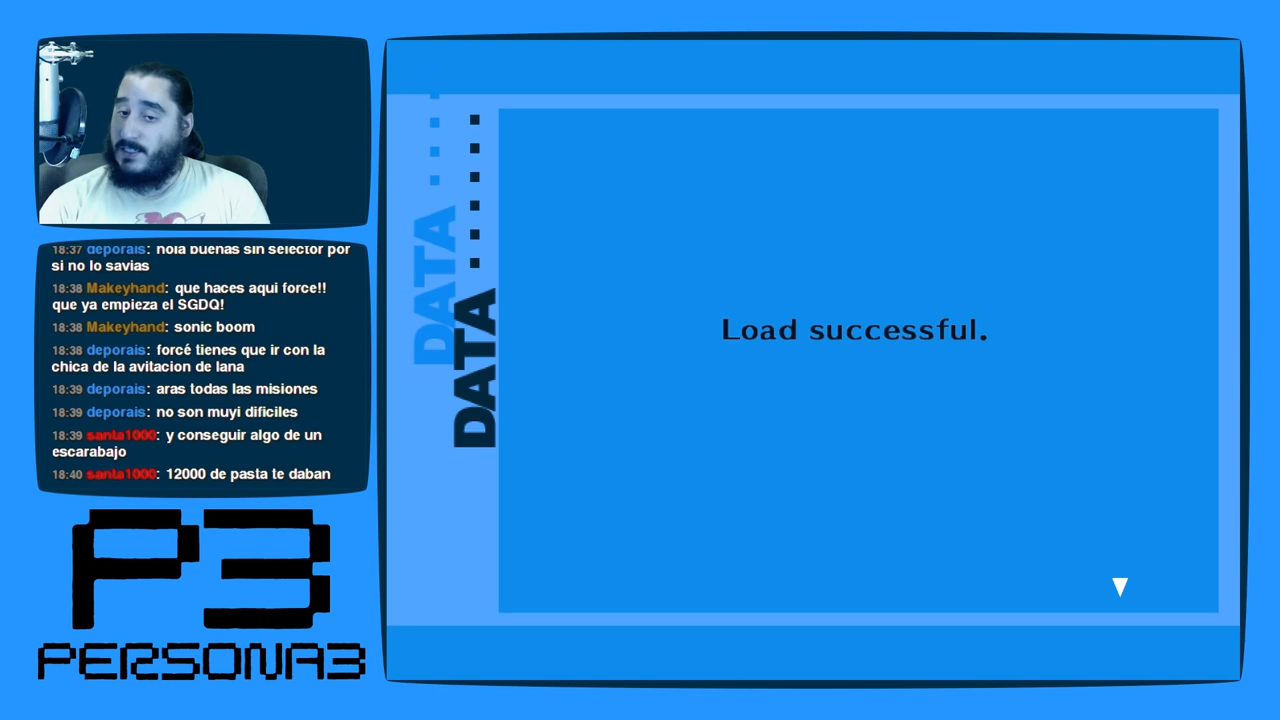 18:37 deporais: hola buenas sin selector por
si no lo savias
18:38 Makeyhand: que haces aqui force!!
que ya empieza el SGDQ!
18:38 Makeyhand: sonic boom
18:38 deporais: forcé tienes que ir con la
chica de la avitacion de lana
18:39 deporais: aras todas las misiones
18:39 deporais: no son muyi dificiles
18:39 santa1000: y conseguir algo de un
escarabajo
18:40 santa1000: 12000 de pasta te daban
P3
PERSONA3
DATA
DATA
Load successful.